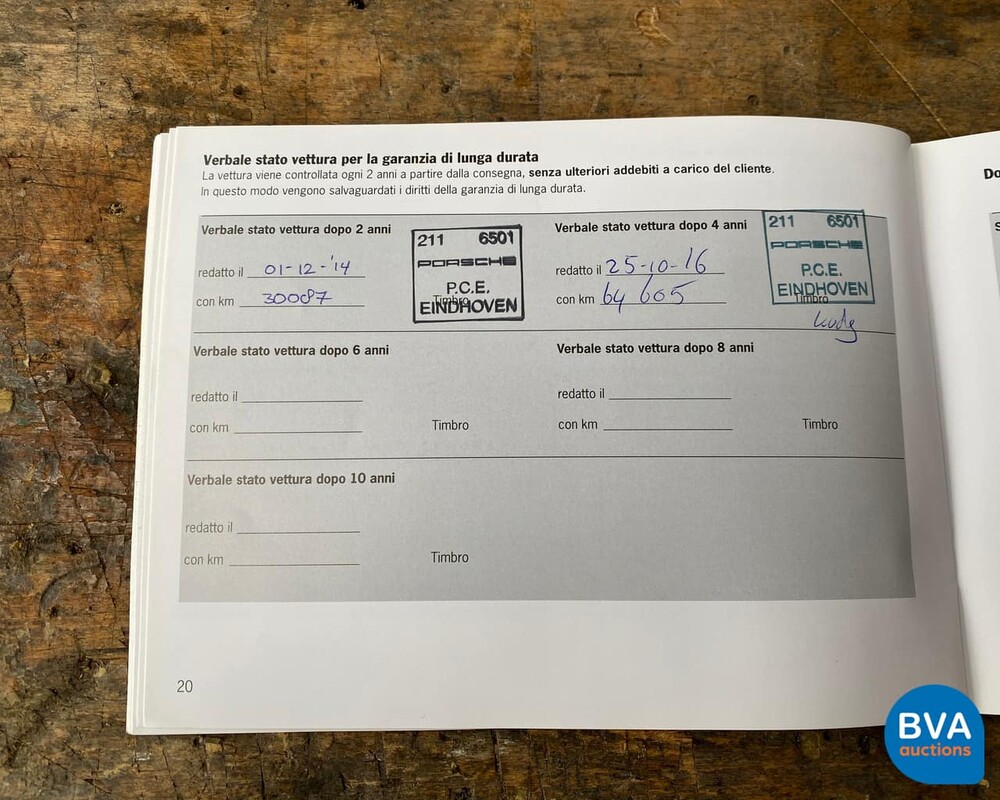 Verbale stato vettura per la garanzia di lunga durata
La vettura viene controllata ogni 2 anni a partire dalla consegna, senza ulteriori addebiti a carico del cliente.
In questo modo vengono salvaguardati i diritti della garanzia di lunga durata.
Verbale stato vettura dopo 2 anni
redatto il 01-12-'14
con km 30087
Timbro
211 6501
PORSCHE
P.C.E.
EINDHOVEN
Verbale stato vettura dopo 4 anni
redatto il 25-10-16
con km 64 605
Timbro
211 6501
PORSCHE
P.C.E.
EINDHOVEN
Verbale stato vettura dopo 6 anni
redatto il
con km
Timbro
Verbale stato vettura dopo 8 anni
redatto il
con km
Timbro
Verbale stato vettura dopo 10 anni
redatto il
con km
Timbro
20
Do
BVA
auctions